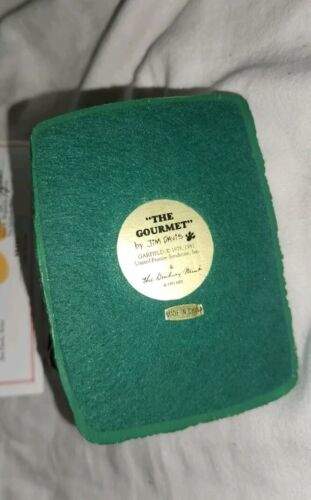 "THE
GOURMET"
by JIM DAVIS
GARFIELD: © 1978, 1981
United Feature Syndicate, Inc.
&
The Danbury Mint
MADE IN CHINA